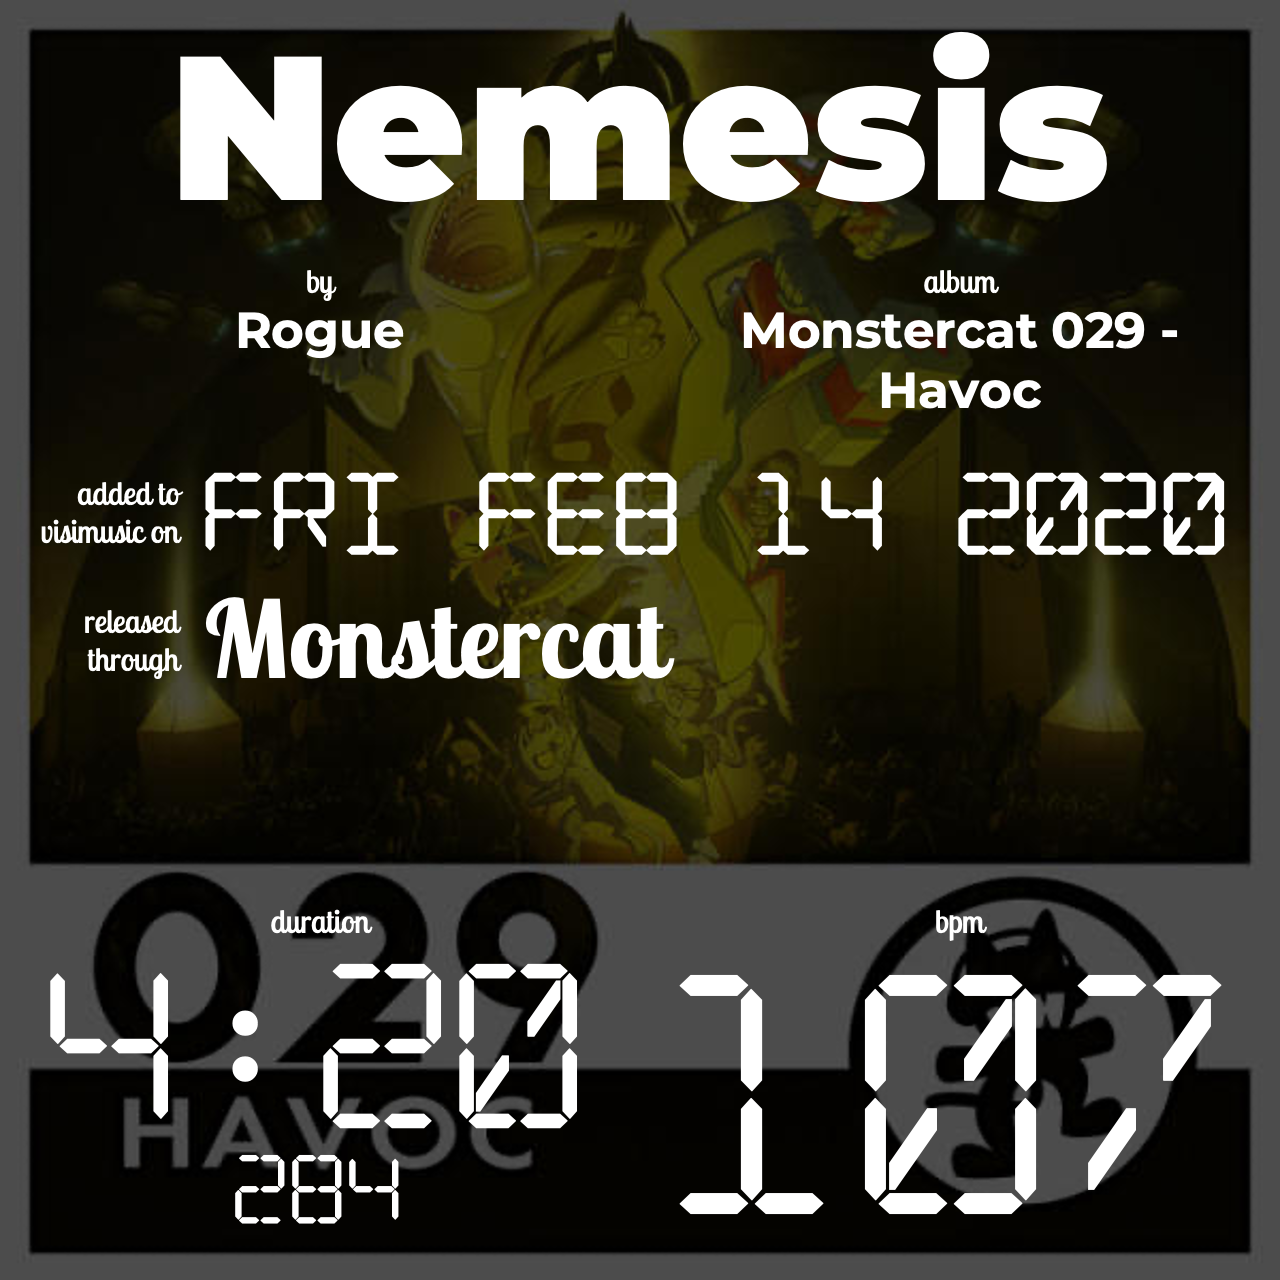 Nemesis
by
Rogue
album
Monstercat 029 -
Havoc
added to
visimusic on
FRI FEB 14 2020
released
through
Monstercat
029
HAVOC
duration
4:20
284
bpm
107